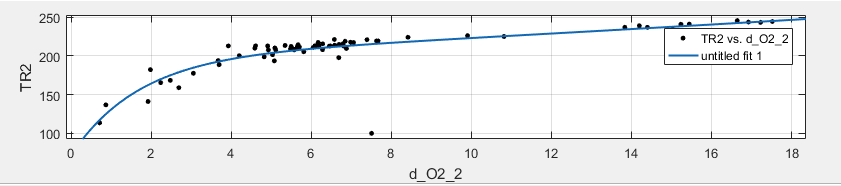 250
200
150
100
TR2
TR2 vs. d_O2_2
untitled fit 1
0 2 4 6 8 10 12 14 16 18
d_O2_2